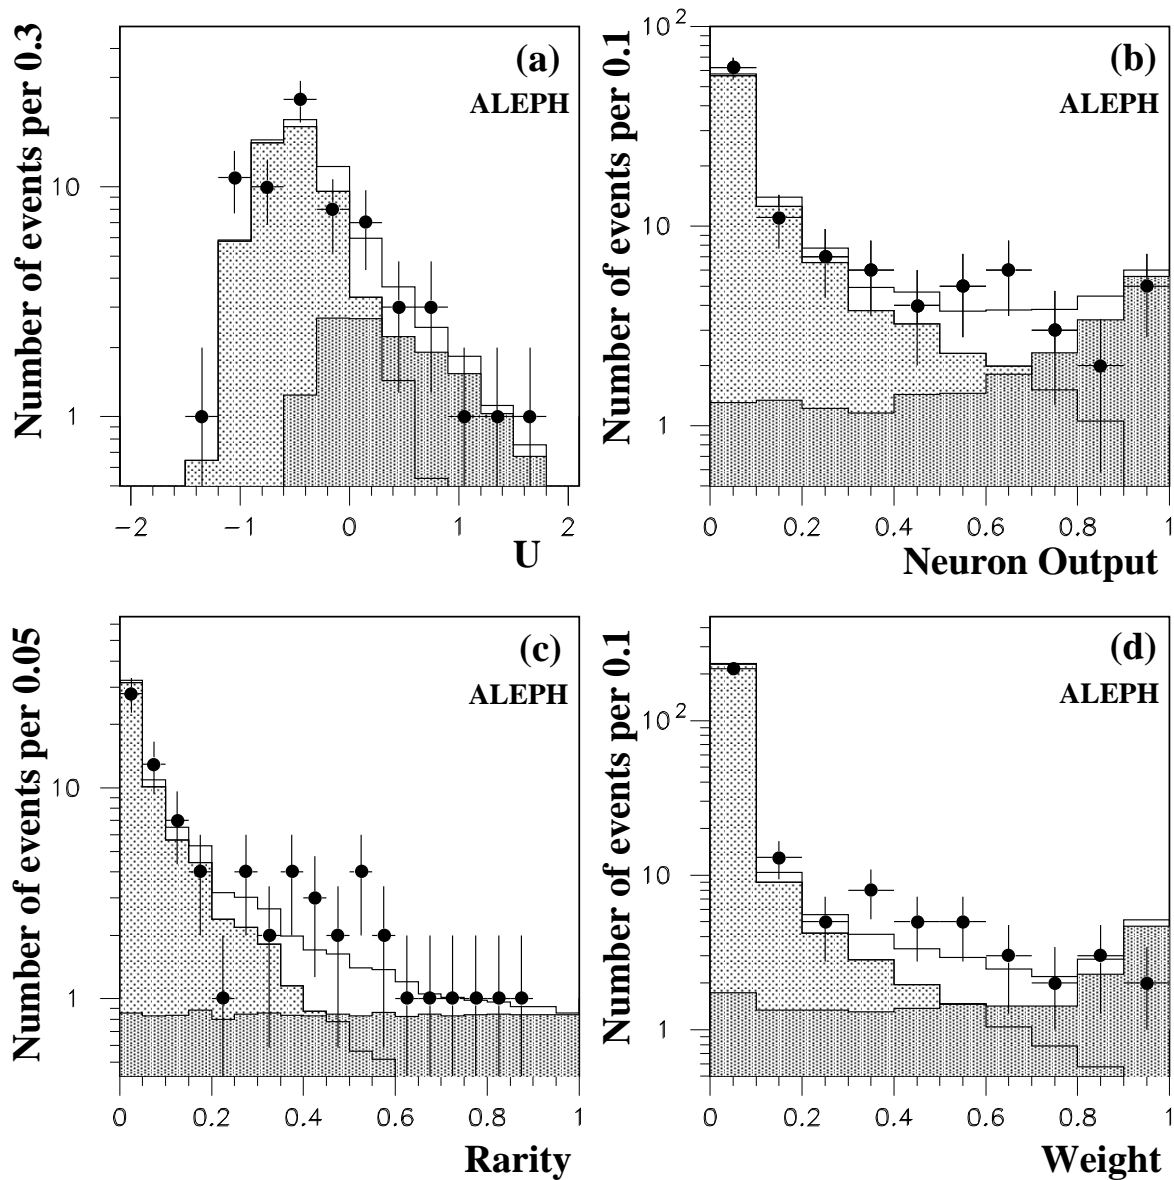 Number of events per 0.3
(a)
ALEPH
10
1
−2 −1 0 1 2
U
Number of events per 0.1
(b)
ALEPH
10²
10
1
0 0.2 0.4 0.6 0.8 1
Neuron Output
Number of events per 0.05
(c)
ALEPH
10
1
0 0.2 0.4 0.6 0.8 1
Rarity
Number of events per 0.1
(d)
ALEPH
10²
10
1
0 0.2 0.4 0.6 0.8 1
Weight